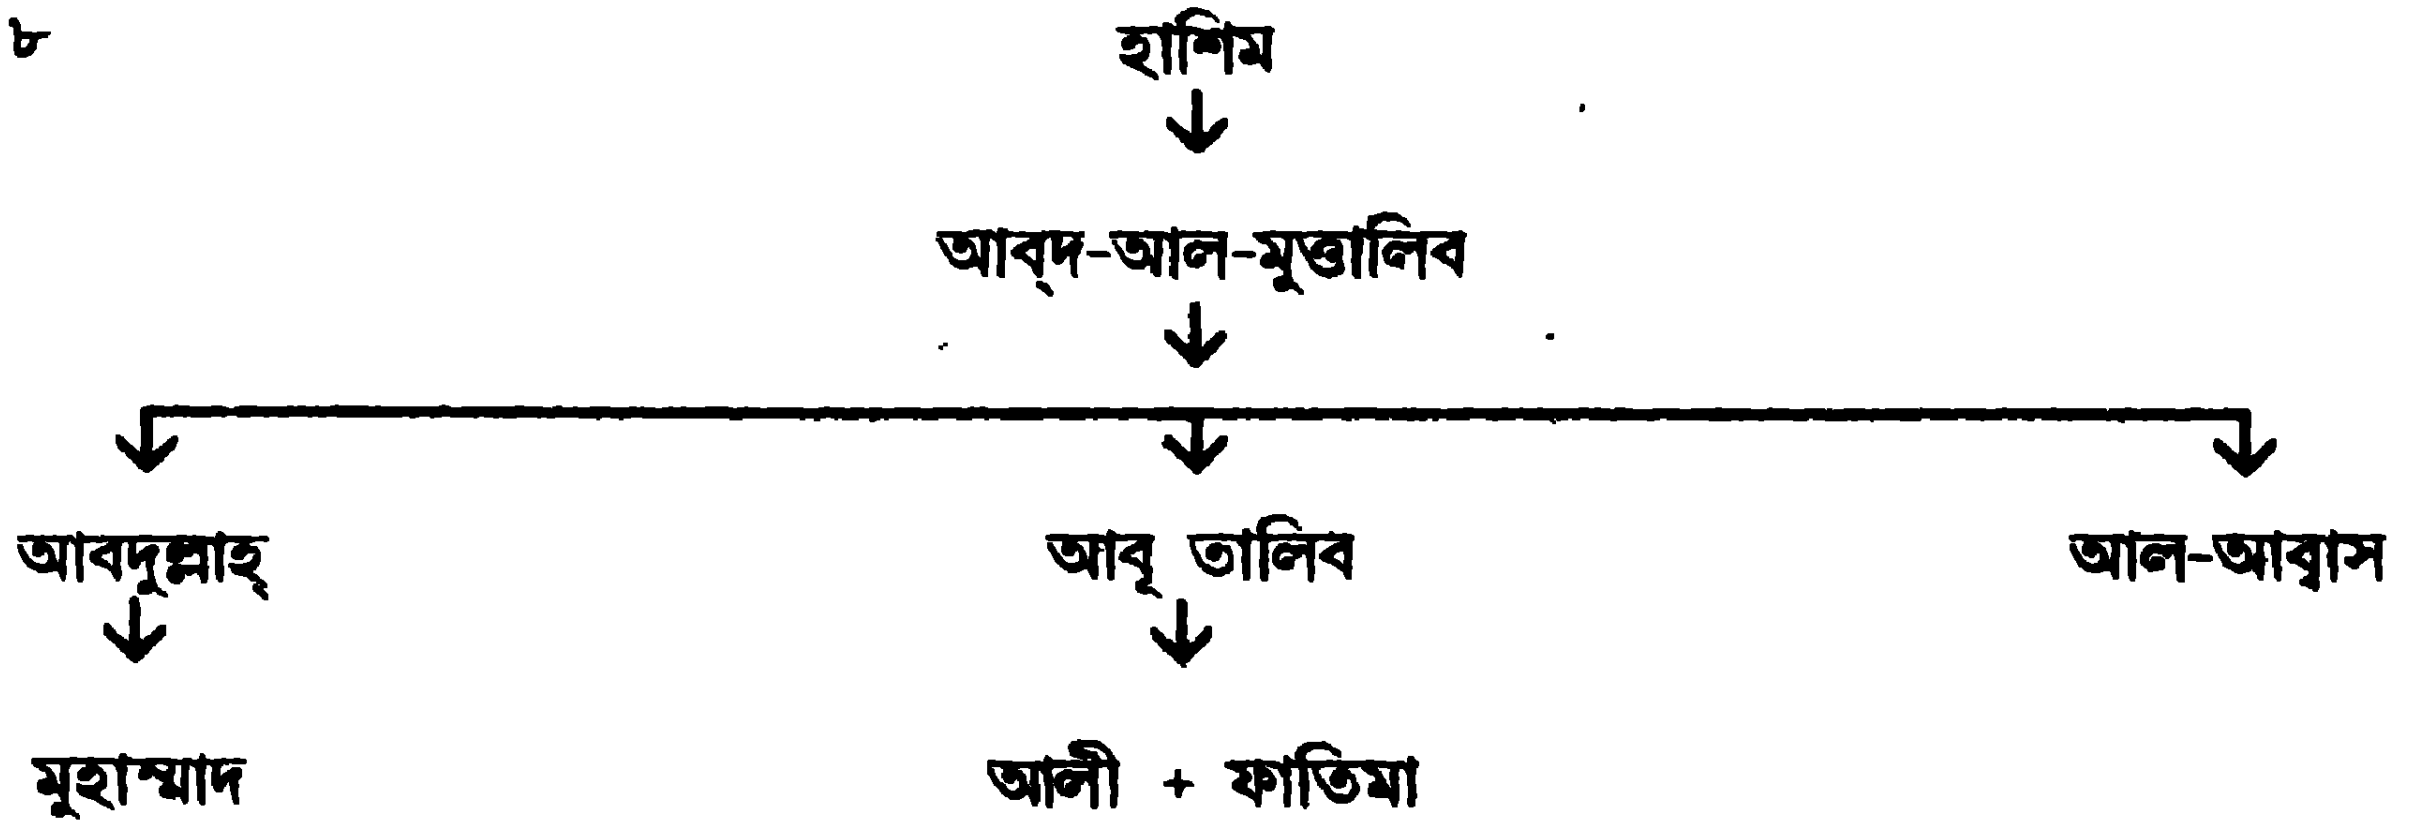 ৮ হাশিম
আব্দ-আল-মুত্তালিব
আবদুল্লাহ্ আবূ তালিব আল-আব্বাস
মুহাম্মাদ আলী + ফাতিমা